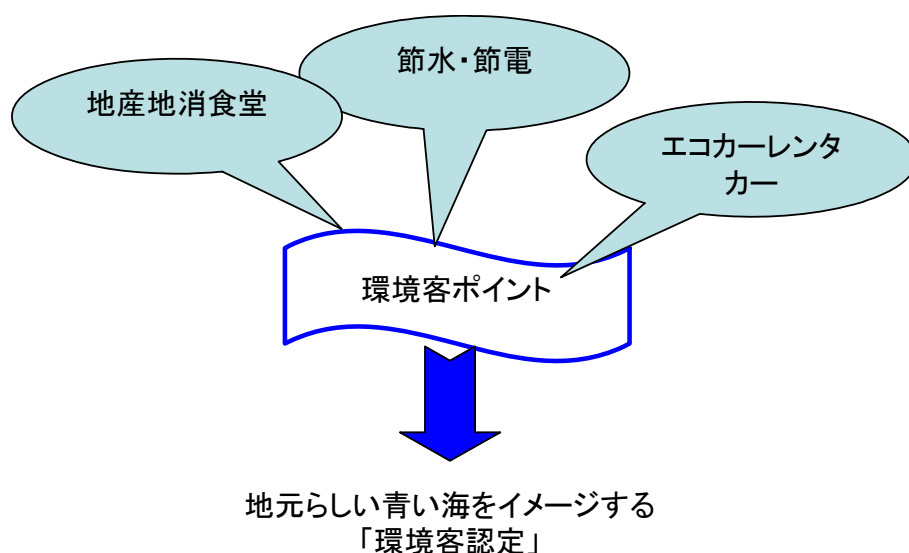 節水・節電
地産地消食堂
エコカーレンタ
カー
環境客ポイント
地元らしい青い海をイメージする
「環境客認定」